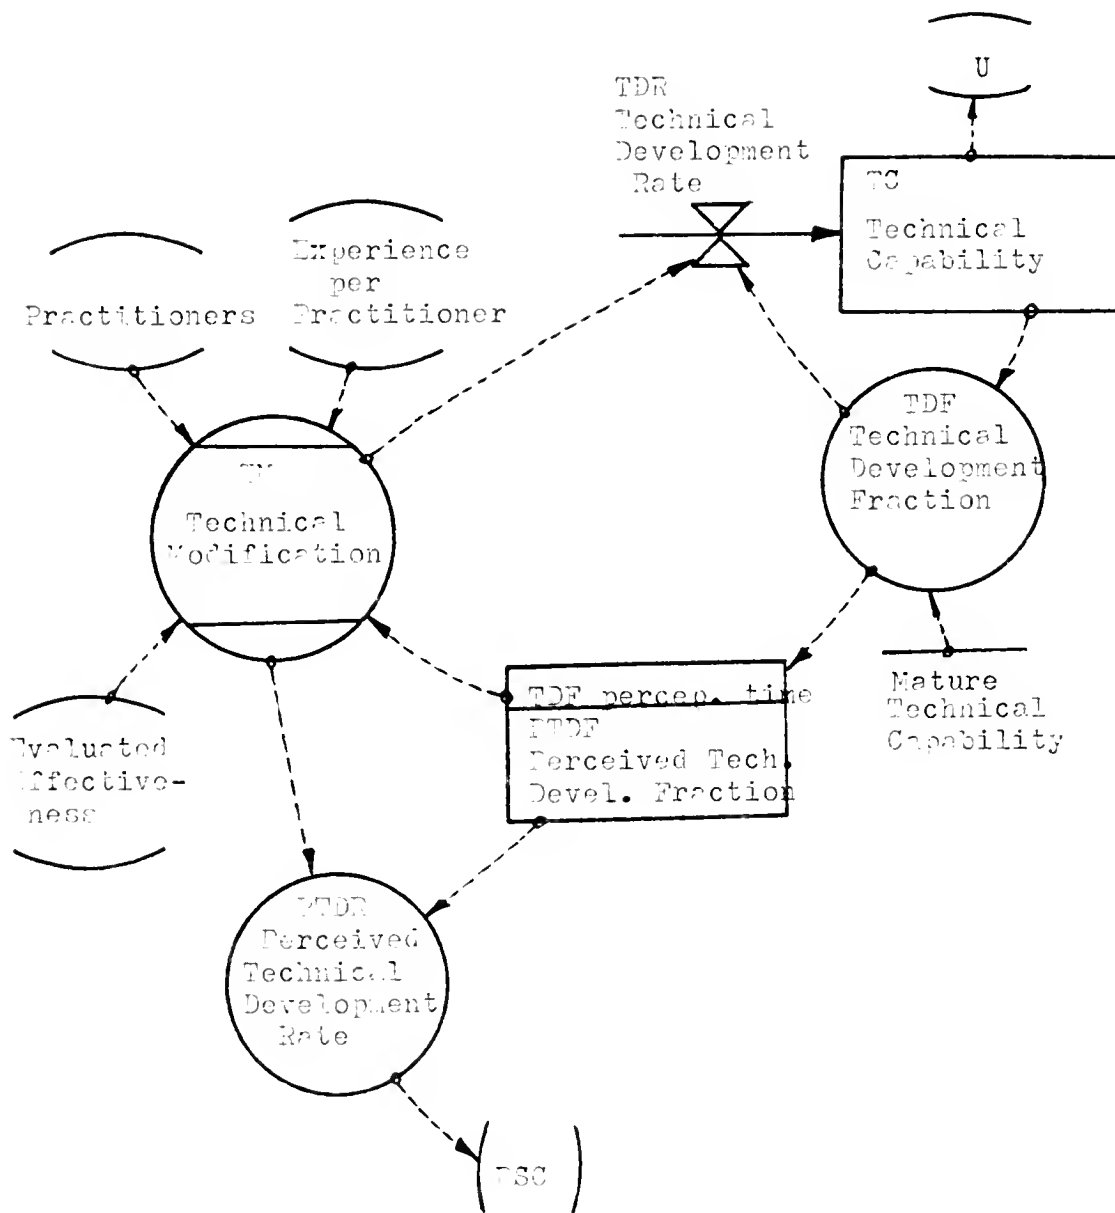 U
TDR
Technical
Development
Rate
TC
Technical
Capability
Experience
per
Practitioner
Practitioners
TDF
Technical
Development
Fraction
TM
Technical
Modification
TDF percep. time
PTDF
Perceived Tech.
Devel. Fraction
Mature
Technical
Capability
Evaluated
Effective-
ness
PTDR
Perceived
Technical
Development
Rate